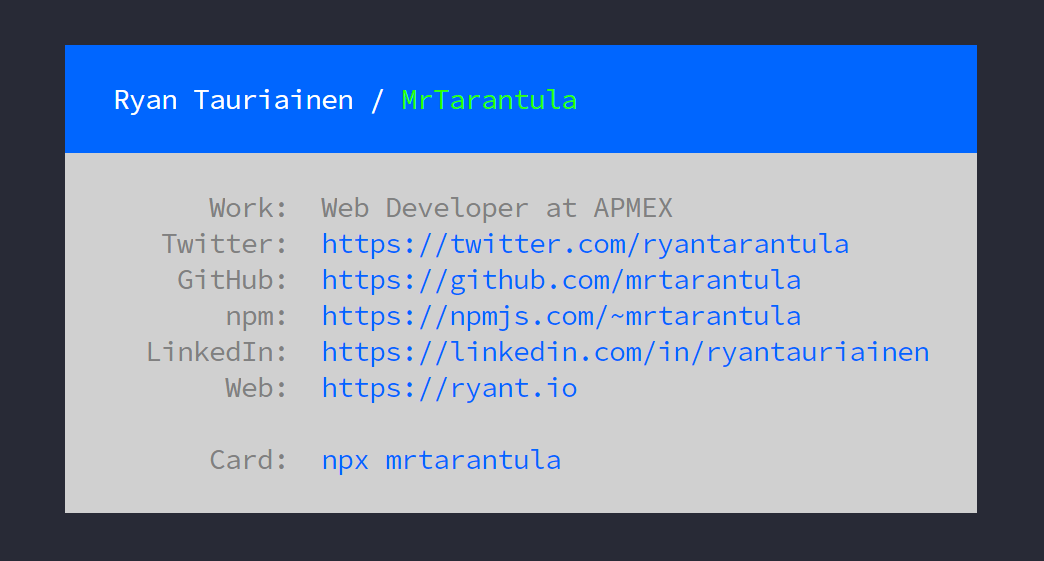 Ryan Tauriainen / MrTarantula
Work: Web Developer at APMEX
Twitter: https://twitter.com/ryantarantula
GitHub: https://github.com/mrtarantula
npm: https://npmjs.com/~mrtarantula
LinkedIn: https://linkedin.com/in/ryantauriainen
Web: https://ryant.io
Card: npx mrtarantula